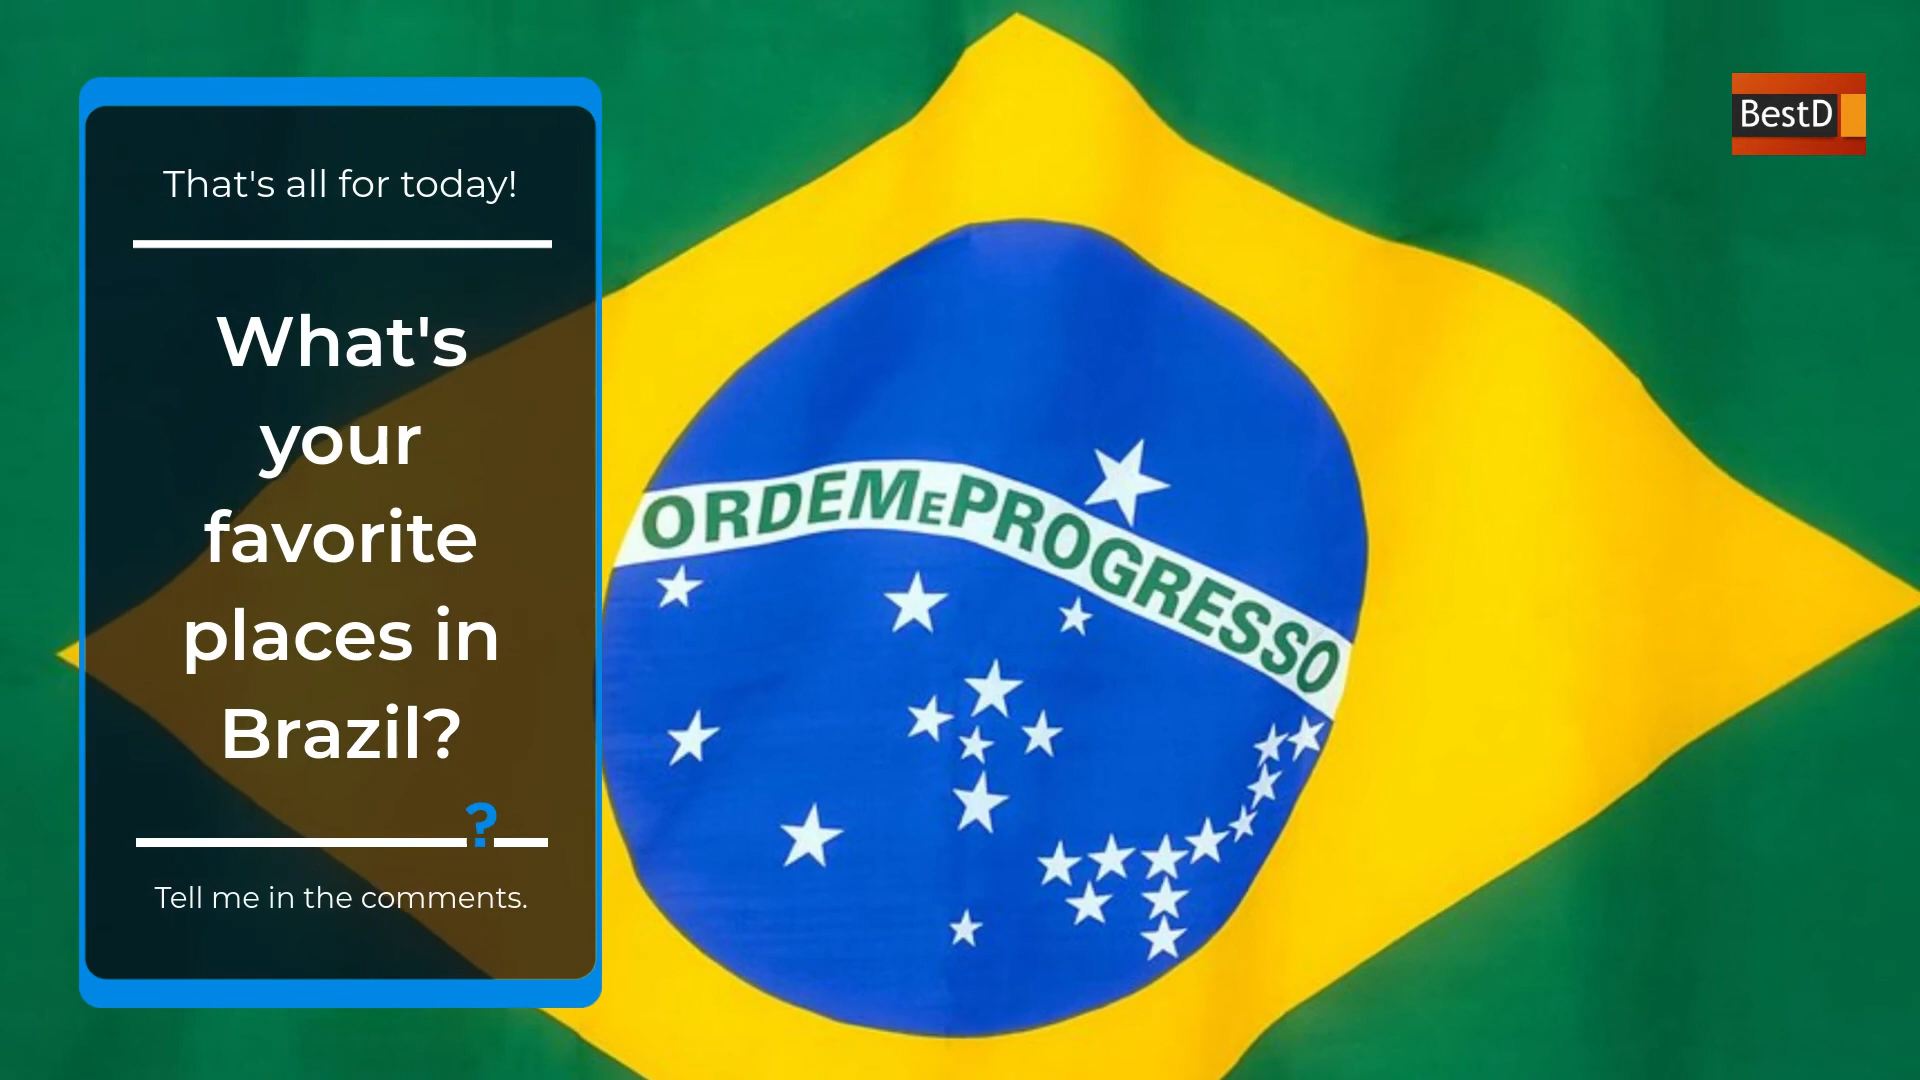 That's all for today!
What's
your
favorite
places in
Brazil?
?
Tell me in the comments.
ORDEM E PROGRESSO
BestD